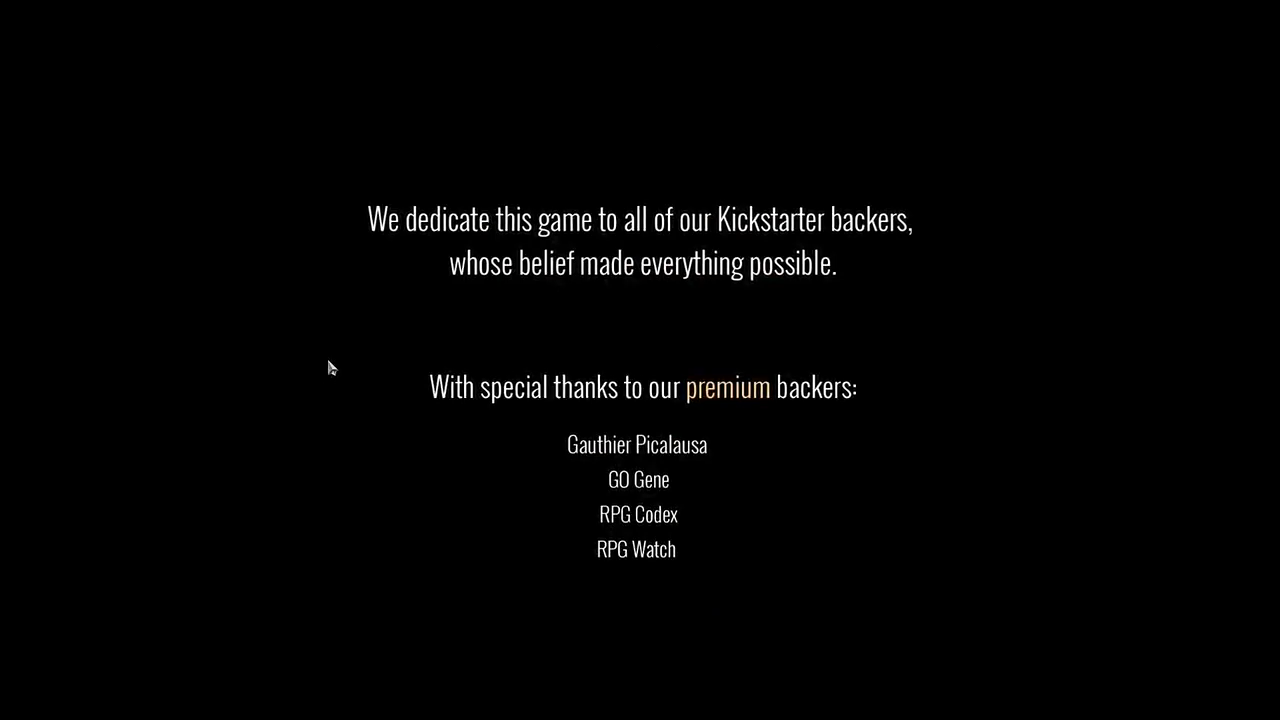 We dedicate this game to all of our Kickstarter backers,
whose belief made everything possible.
With special thanks to our premium backers:
Gauthier Picalausa
GO Gene
RPG Codex
RPG Watch